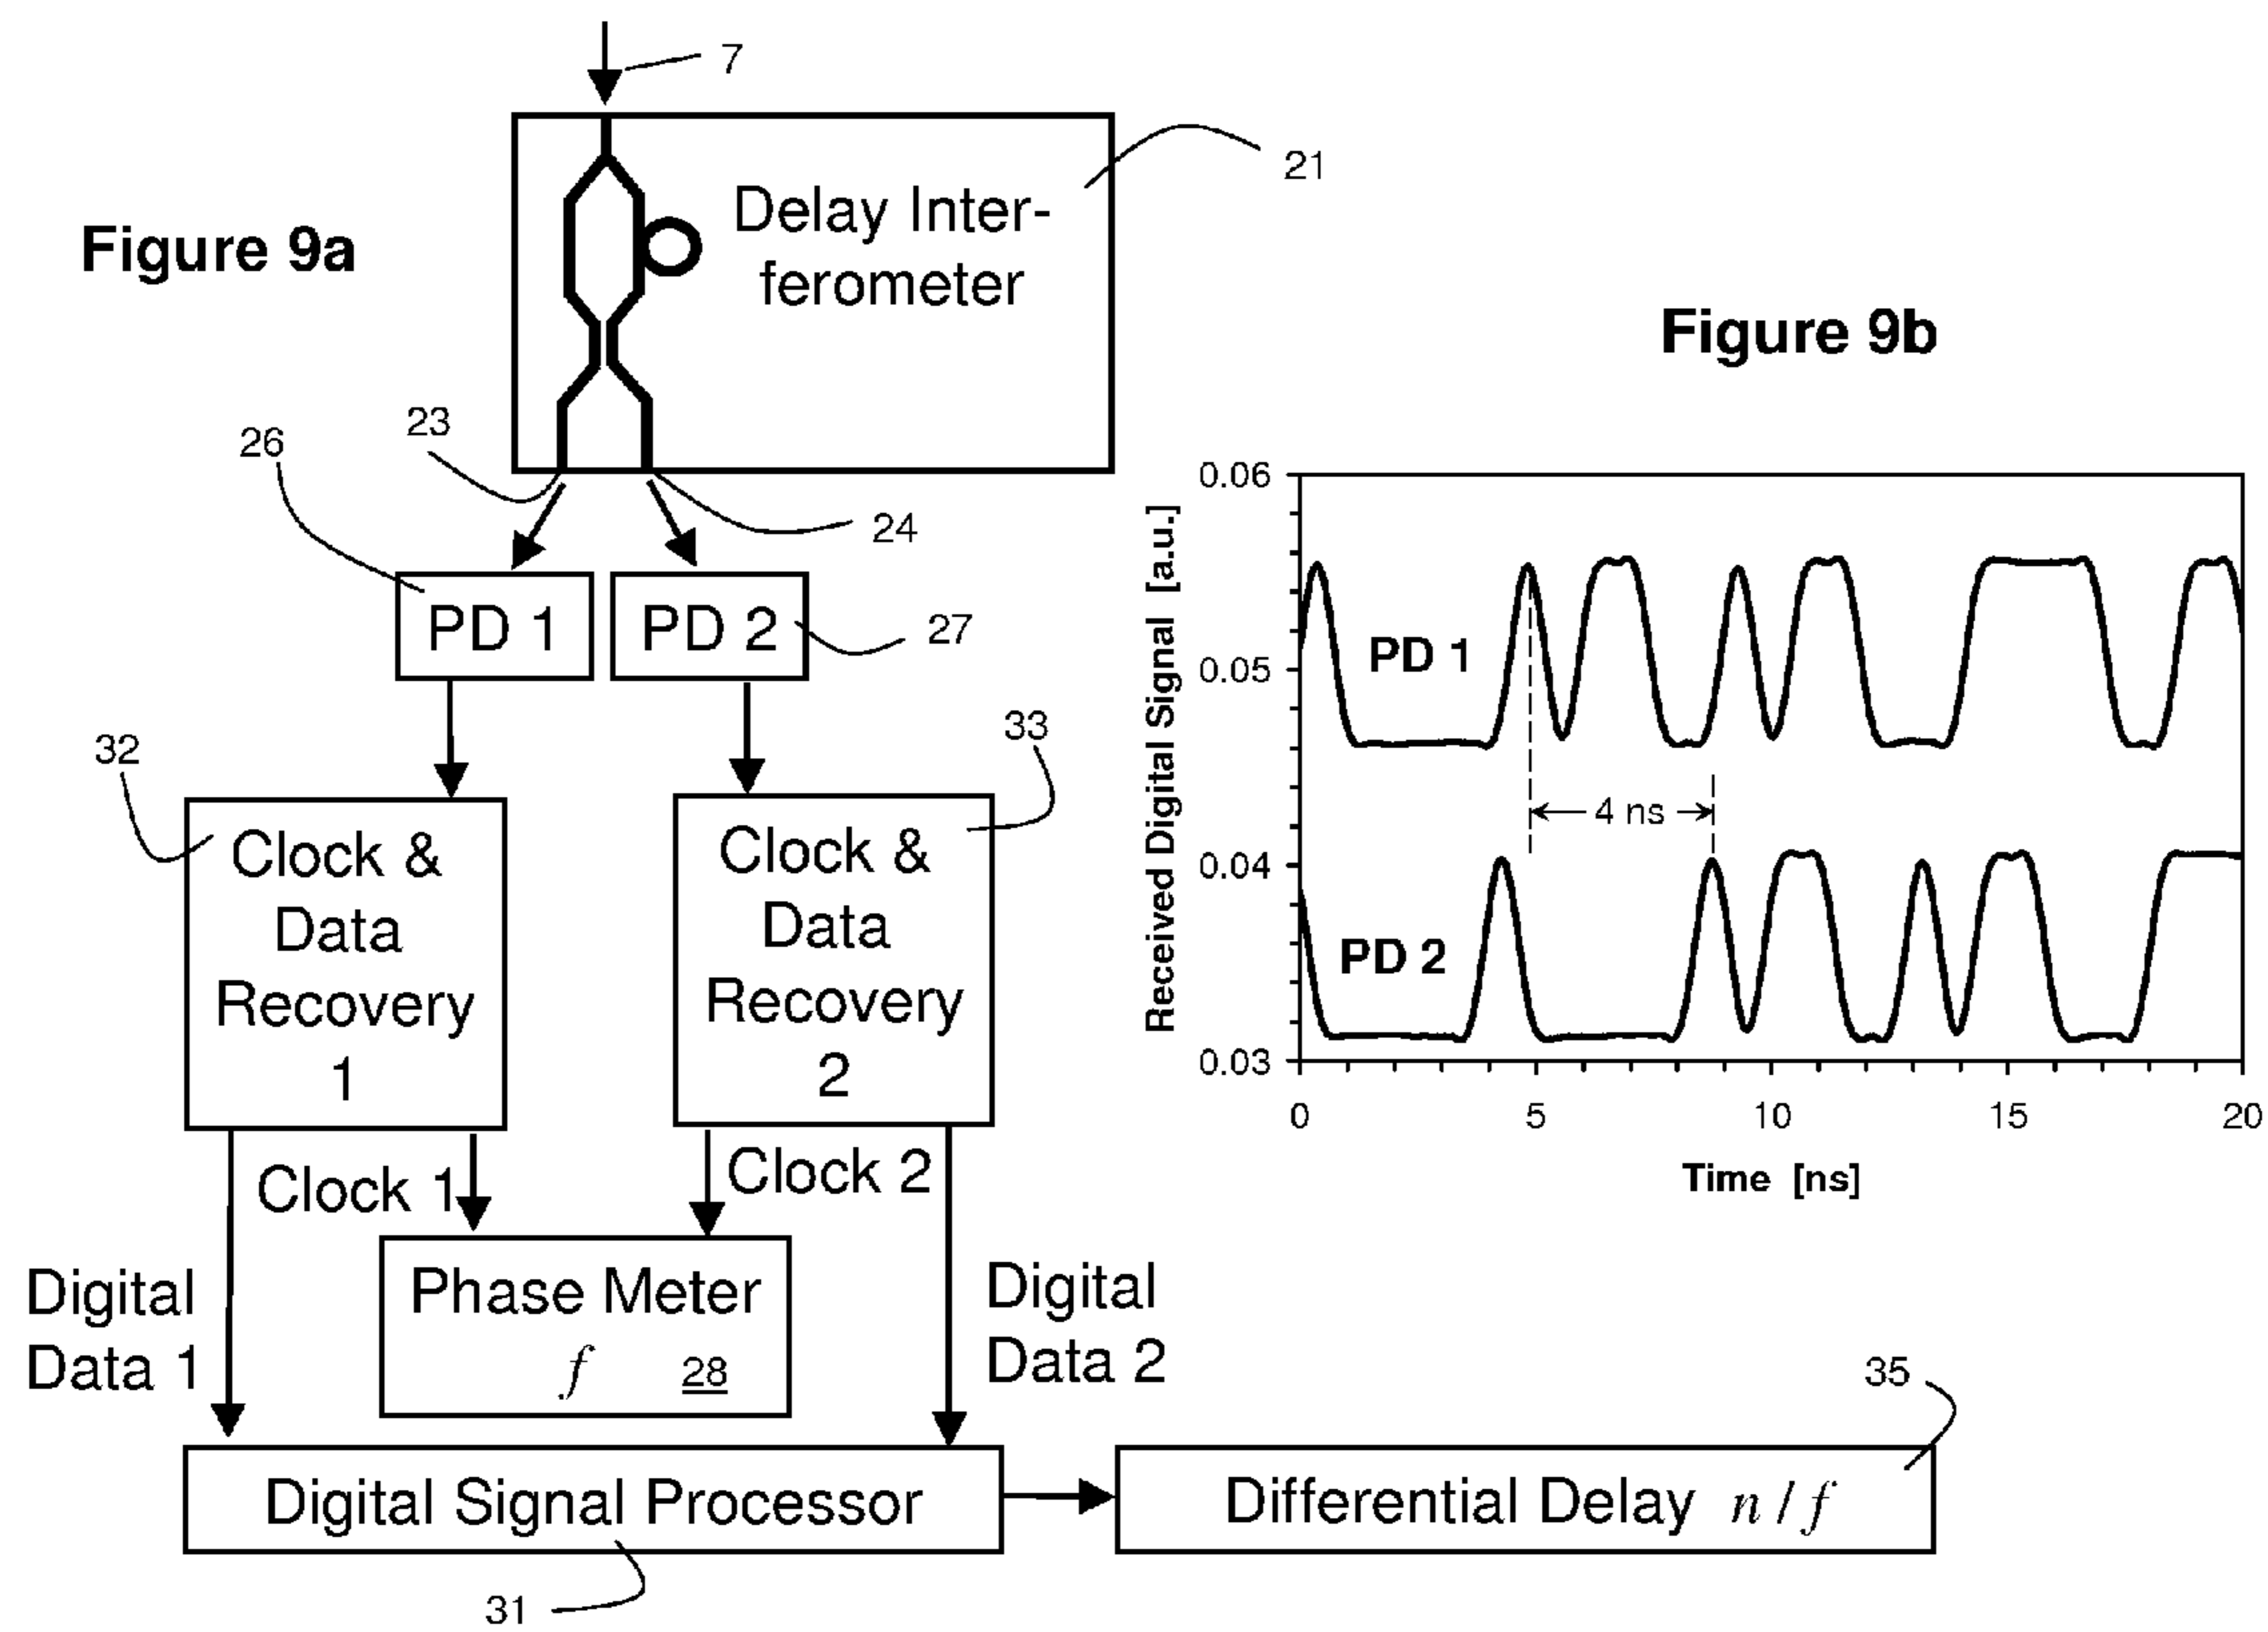 7
21
Delay Inter-
ferometer
Figure 9a
Figure 9b
23
26
24
PD 1
PD 2
27
32
33
Clock &
Data
Recovery
1
Clock &
Data
Recovery
2
Clock 1
Clock 2
Digital
Data 1
Phase Meter
f 28
Digital
Data 2
35
Digital Signal Processor
Differential Delay n / f
31
Received Digital Signal [a.u.]
0.06
0.05
0.04
0.03
PD 1
4 ns
PD 2
0 5 10 15 20
Time [ns]